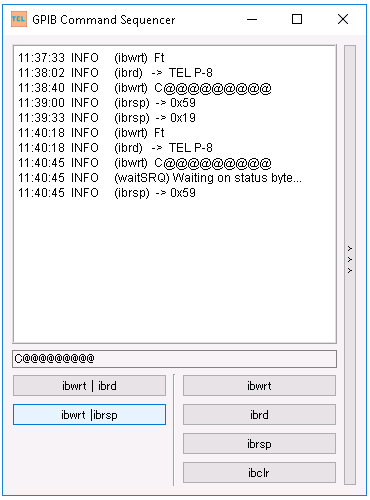 TEL GPIB Command Sequencer
11:37:33 INFO (ibwrt) Ft
11:38:02 INFO (ibrd) -> TEL P-8
11:38:40 INFO (ibwrt) C@@@@@@@@@
11:39:00 INFO (ibrsp) -> 0x59
11:39:33 INFO (ibrsp) -> 0x19
11:40:18 INFO (ibwrt) Ft
11:40:18 INFO (ibrd) -> TEL P-8
11:40:45 INFO (ibwrt) C@@@@@@@@@
11:40:45 INFO (waitSRQ) Waiting on status byte...
11:40:45 INFO (ibrsp) -> 0x59
C@@@@@@@@@
ibwrt | ibrd
ibwrt |ibrsp
ibwrt
ibrd
ibrsp
ibclr